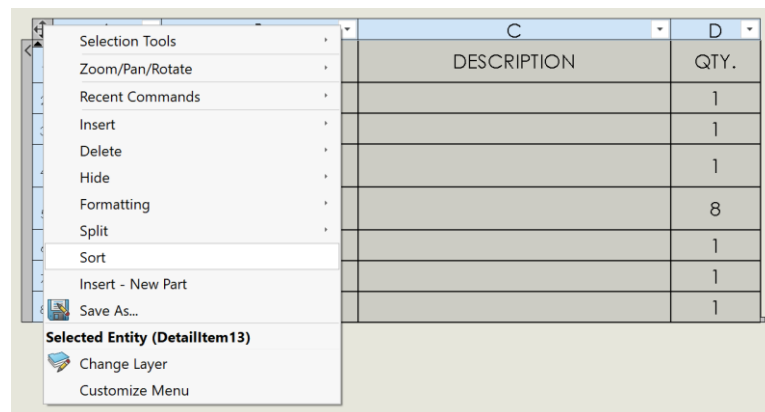 C D
DESCRIPTION QTY.
Selection Tools
Zoom/Pan/Rotate
Recent Commands
1
Insert
1
Delete
Hide
1
Formatting
8
Split
Sort
1
Insert - New Part
1
Save As...
1
Selected Entity (DetailItem13)
Change Layer
Customize Menu